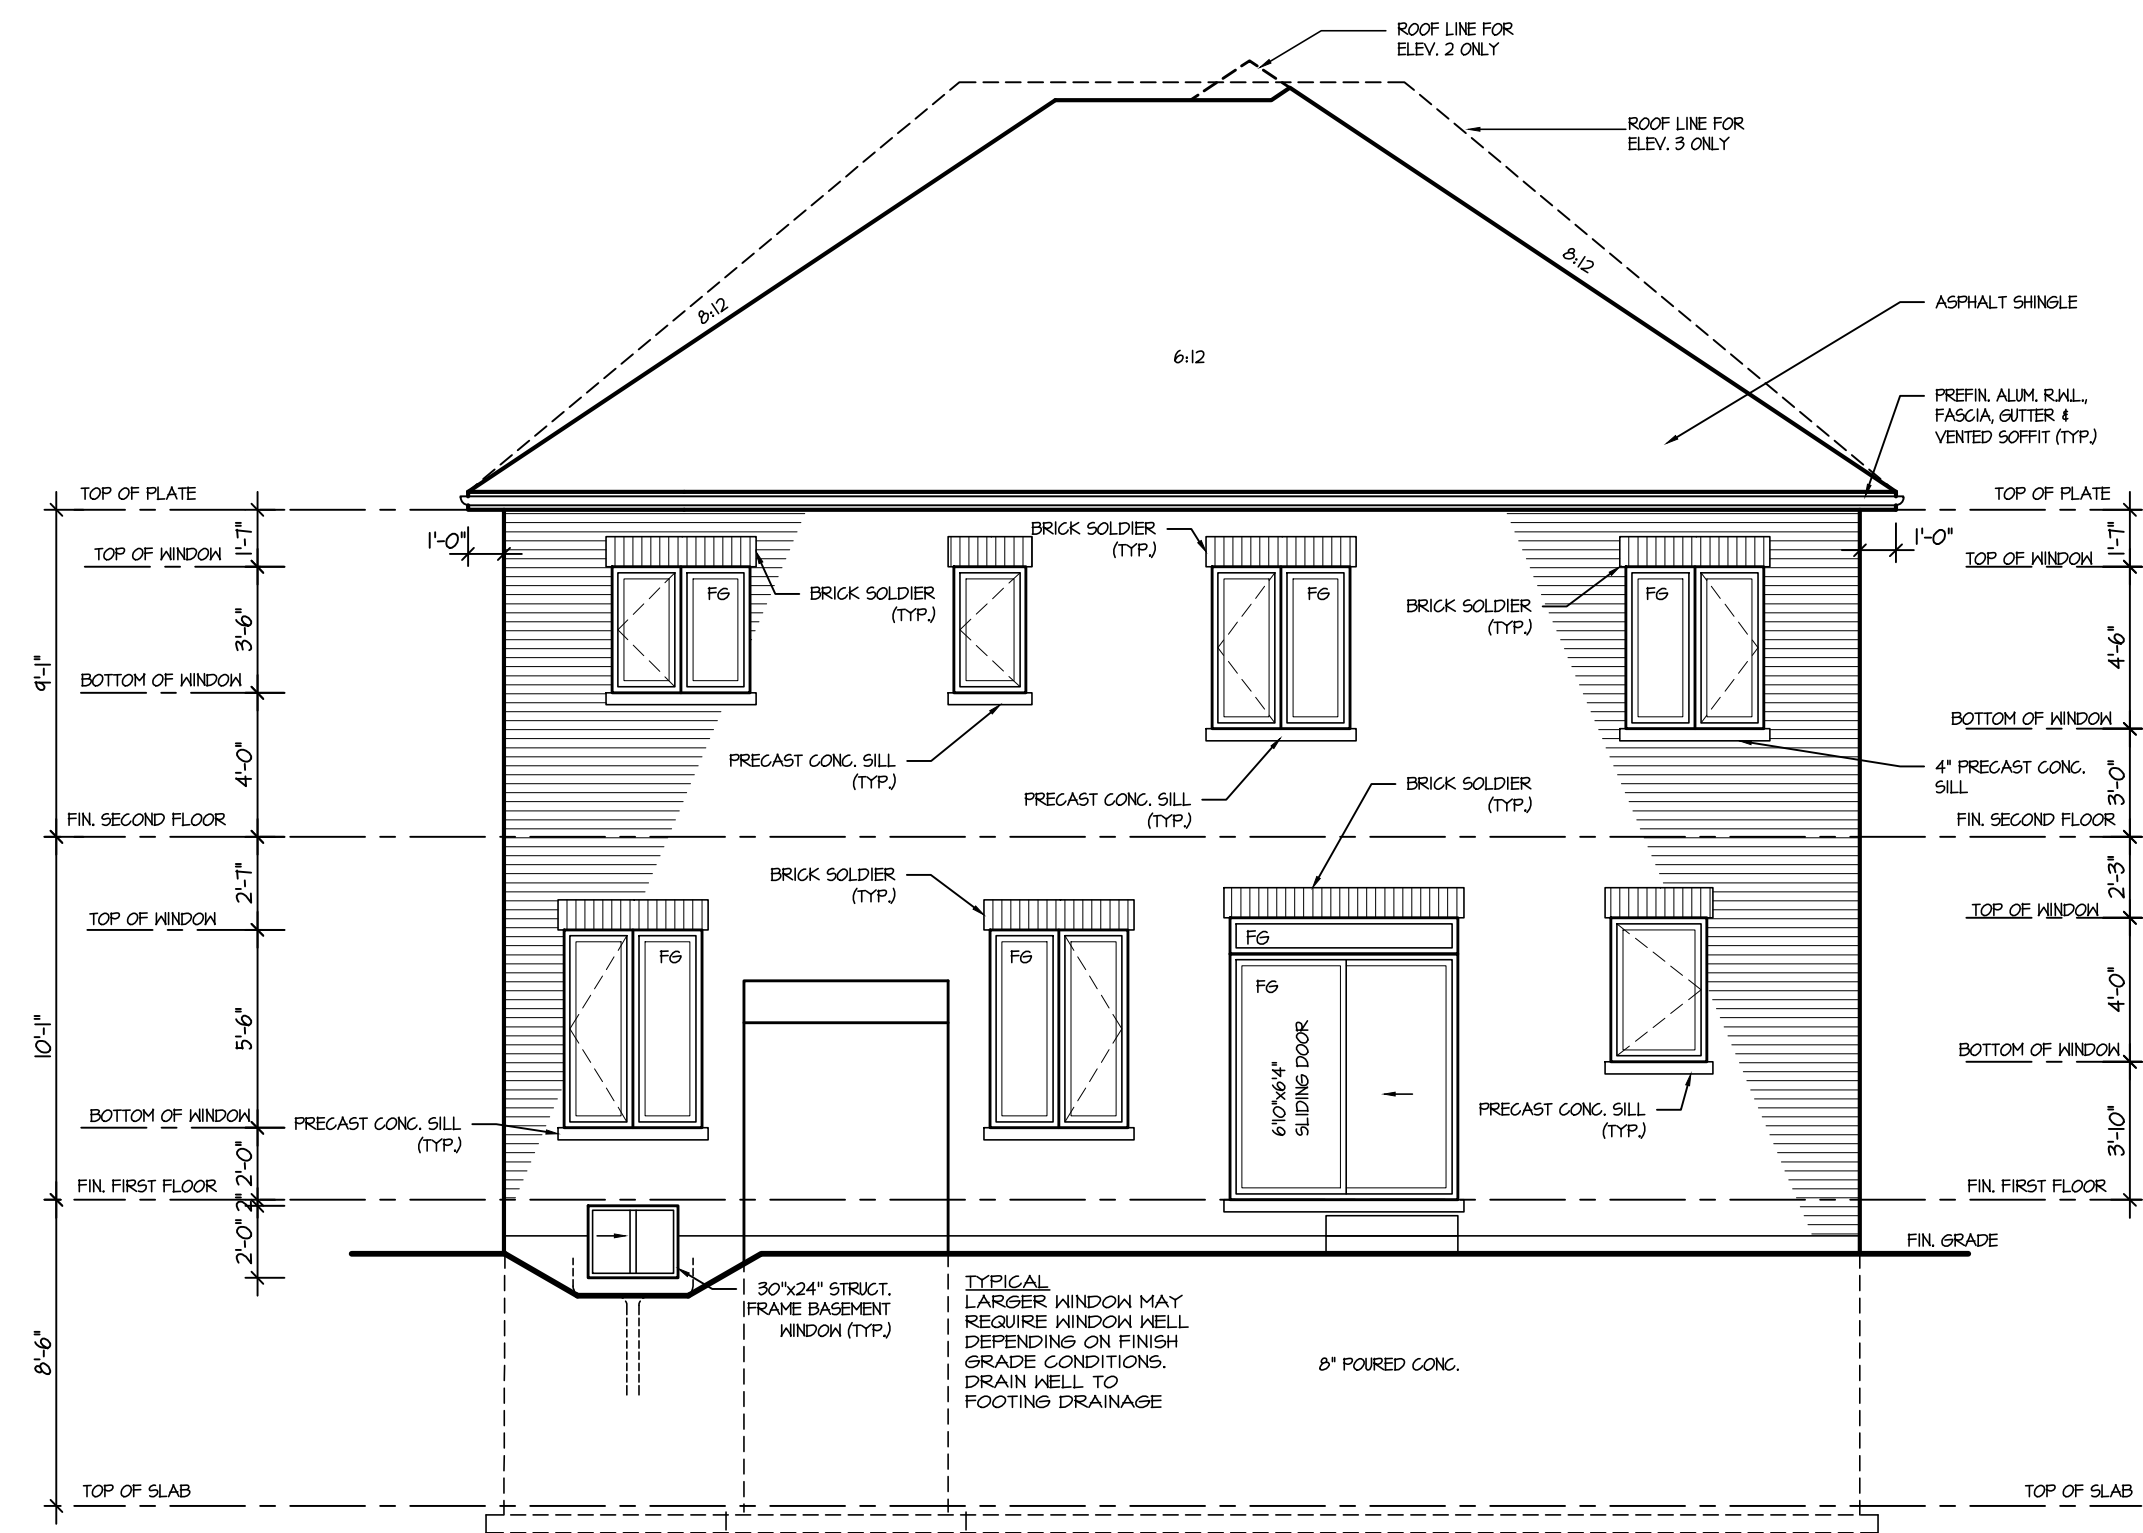 ROOF LINE FOR
ELEV. 2 ONLY
ROOF LINE FOR
ELEV. 3 ONLY
8:12
8:12
6:12
ASPHALT SHINGLE
PREFIN. ALUM. R.W.L.,
FASCIA, GUTTER &
VENTED SOFFIT (TYP.)
TOP OF PLATE
TOP OF PLATE
1'-7"
1'-0"
BRICK SOLDIER
(TYP.)
1'-0"
1'-7"
TOP OF WINDOW
TOP OF WINDOW
FG
BRICK SOLDIER
(TYP.)
FG
BRICK SOLDIER
(TYP.)
FG
3'-6"
4'-6"
9'-1"
BOTTOM OF WINDOW
BOTTOM OF WINDOW
4'-0"
PRECAST CONC. SILL
(TYP.)
PRECAST CONC. SILL
(TYP.)
BRICK SOLDIER
(TYP.)
4" PRECAST CONC.
SILL
3'-0"
FIN. SECOND FLOOR
FIN. SECOND FLOOR
2'-7"
BRICK SOLDIER
(TYP.)
2'-3"
TOP OF WINDOW
TOP OF WINDOW
FG
FG
FG
FG
6'10"x6'4"
SLIDING DOOR
10'-1"
5'-6"
4'-0"
BOTTOM OF WINDOW
BOTTOM OF WINDOW
PRECAST CONC. SILL
(TYP.)
PRECAST CONC. SILL
(TYP.)
2'-0"
3'-10"
FIN. FIRST FLOOR
FIN. FIRST FLOOR
2"
2'-0"
FIN. GRADE
30"x24" STRUCT.
FRAME BASEMENT
WINDOW (TYP.)
TYPICAL
LARGER WINDOW MAY
REQUIRE WINDOW WELL
DEPENDING ON FINISH
GRADE CONDITIONS.
DRAIN WELL TO
FOOTING DRAINAGE
8'-6"
8" POURED CONC.
TOP OF SLAB
TOP OF SLAB